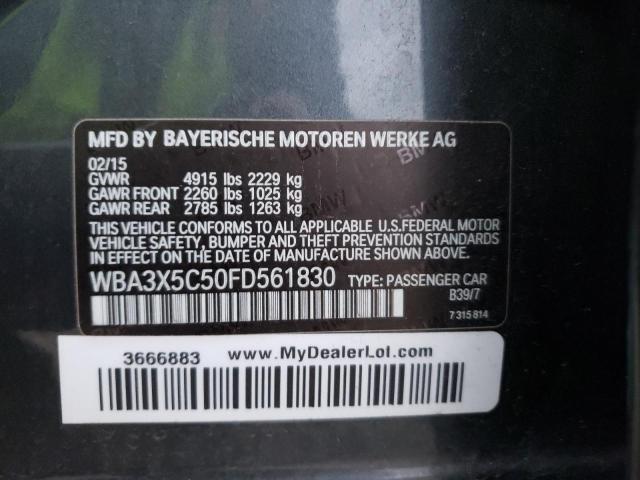 MFD BY BAYERISCHE MOTOREN WERKE AG
02/15
GVWR 4915 lbs 2229 kg
GAWR FRONT 2260 lbs 1025 kg
GAWR REAR 2785 lbs 1263 kg
THIS VEHICLE CONFORMS TO ALL APPLICABLE U.S.FEDERAL MOTOR
VEHICLE SAFETY, BUMPER AND THEFT PREVENTION STANDARDS
IN EFFECT ON THE DATE OF MANUFACTURE SHOWN ABOVE.
WBA3X5C50FD561830 TYPE: PASSENGER CAR
B39/7
7 315 814
3666883 www.MyDealerLot.com
BMW
BMW